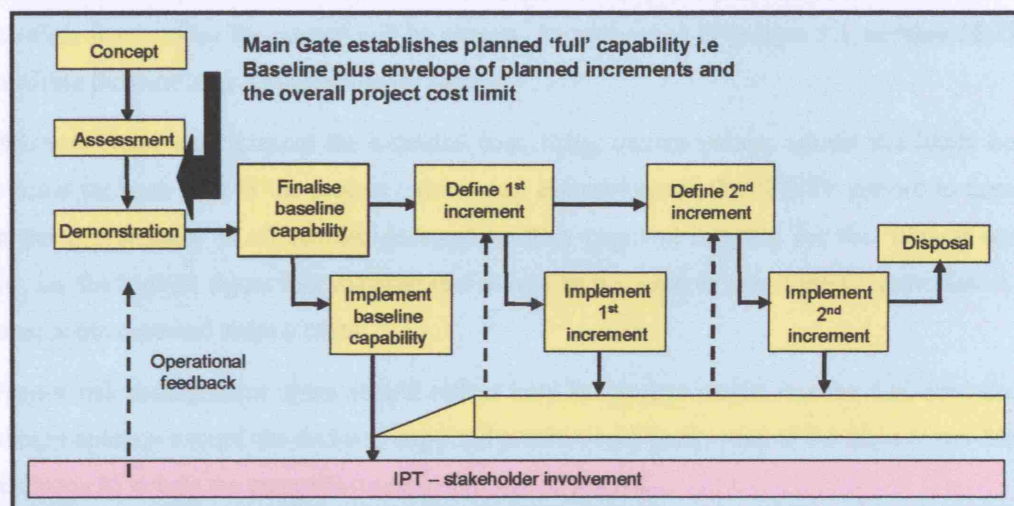 Concept
Main Gate establishes planned ‘full’ capability i.e
Baseline plus envelope of planned increments and
the overall project cost limit
Assessment
Demonstration
Finalise
baseline
capability
Define 1st
increment
Define 2nd
increment
Disposal
Implement
baseline
capability
Implement
1st
increment
Implement
2nd
increment
Operational
feedback
IPT – stakeholder involvement